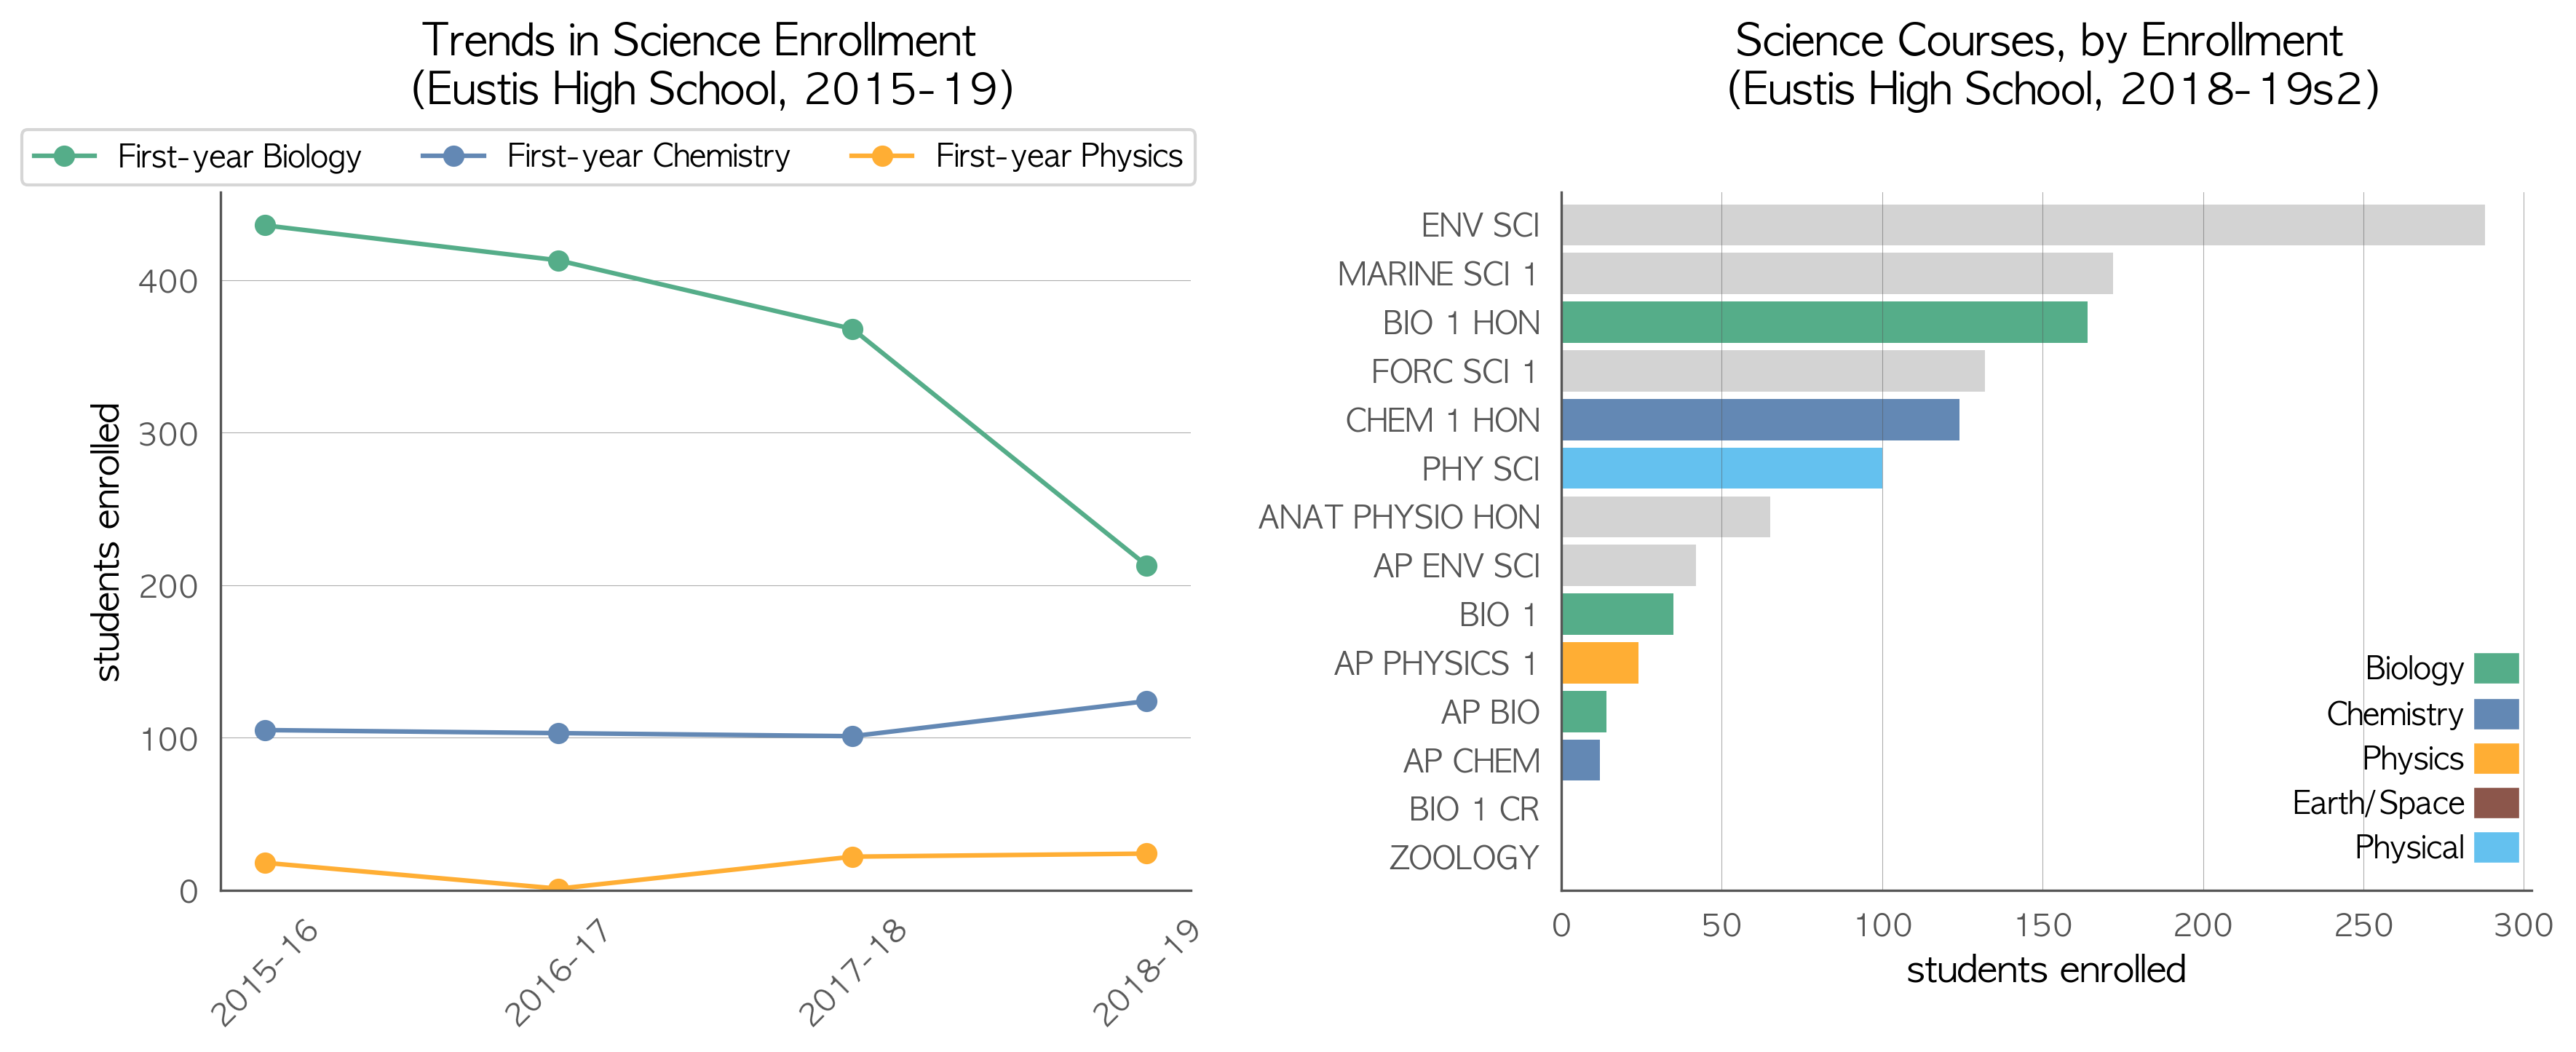 Trends in Science Enrollment
(Eustis High School, 2015-19)
First-year Biology
First-year Chemistry
First-year Physics
students enrolled
400
300
200
100
0
2015-16
2016-17
2017-18
2018-19
Science Courses, by Enrollment
(Eustis High School, 2018-19s2)
ENV SCI
MARINE SCI 1
BIO 1 HON
FORC SCI 1
CHEM 1 HON
PHY SCI
ANAT PHYSIO HON
AP ENV SCI
BIO 1
AP PHYSICS 1
AP BIO
AP CHEM
BIO 1 CR
ZOOLOGY
Biology
Chemistry
Physics
Earth/Space
Physical
0 50 100 150 200 250 300
students enrolled